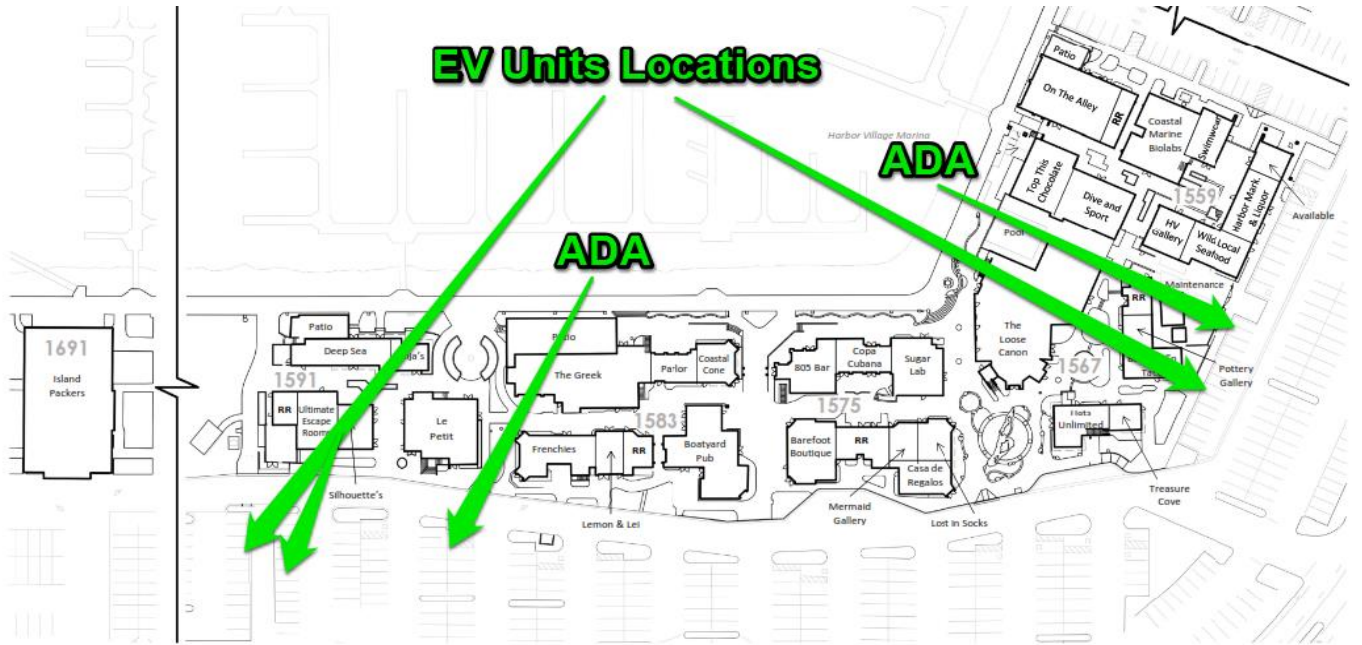 EV Units Locations
Patio
On The Alley
RR
Coastal
Marine
Biolabs
Swimwear
Harbor Village Marina
ADA
Top This
Chocolate
Dive and
Sport
1559
Harbor Mark.
& Liquor
Available
HV
Gallery
Wild Local
Seafood
Pool
ADA
Maintenance
RR
1691
Island
Packers
Patio
Deep Sea
1591
RR
Ultimate
Escape
Rooms
Silhouette's
Le
Petit
Patio
The Greek
Parlor
Coastal
Cone
1583
Frenchies
RR
Lemon & Lei
Boatyard
Pub
805 Bar
Copa
Cubana
Sugar
Lab
1575
Barefoot
Boutique
RR
Casa de
Regalos
Mermaid
Gallery
Lost in Socks
The
Loose
Canon
1567
Pottery
Gallery
Hats
Unlimited
Treasure
Cove